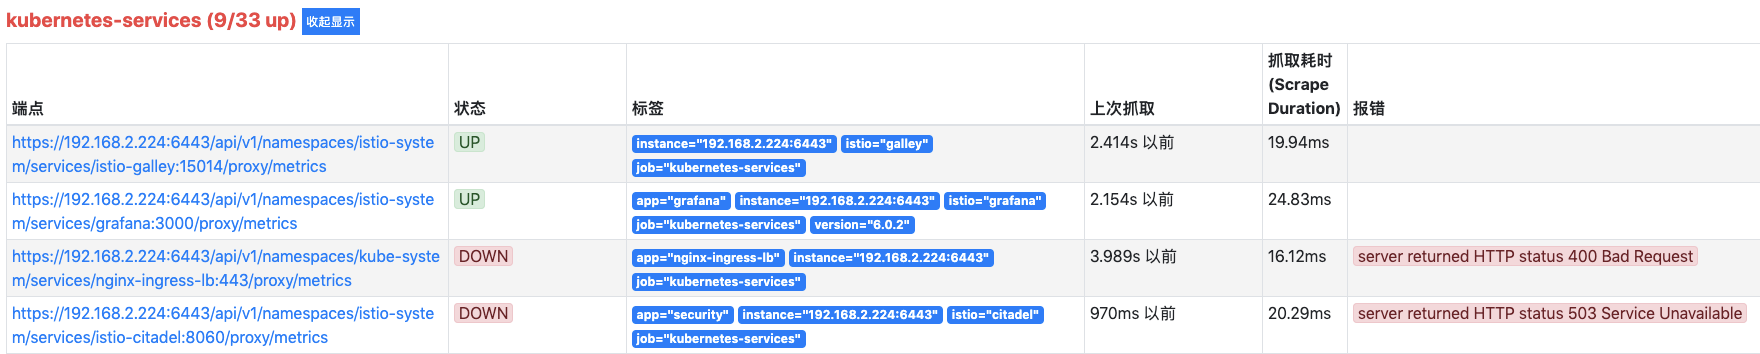 kubernetes-services (9/33 up) 收起显示
端点 状态 标签 上次抓取 抓取耗时 (Scrape Duration) 报错
https://192.168.2.224:6443/api/v1/namespaces/istio-syste
m/services/istio-galley:15014/proxy/metrics
UP
instance="192.168.2.224:6443" istio="galley"
job="kubernetes-services"
2.414s 以前
19.94ms
https://192.168.2.224:6443/api/v1/namespaces/istio-syste
m/services/grafana:3000/proxy/metrics
UP
app="grafana" instance="192.168.2.224:6443" istio="grafana"
job="kubernetes-services" version="6.0.2"
2.154s 以前
24.83ms
https://192.168.2.224:6443/api/v1/namespaces/kube-syste
m/services/nginx-ingress-lb:443/proxy/metrics
DOWN
app="nginx-ingress-lb" instance="192.168.2.224:6443"
job="kubernetes-services"
3.989s 以前
16.12ms
server returned HTTP status 400 Bad Request
https://192.168.2.224:6443/api/v1/namespaces/istio-syste
m/services/istio-citadel:8060/proxy/metrics
DOWN
app="security" instance="192.168.2.224:6443" istio="citadel"
job="kubernetes-services"
970ms 以前
20.29ms
server returned HTTP status 503 Service Unavailable